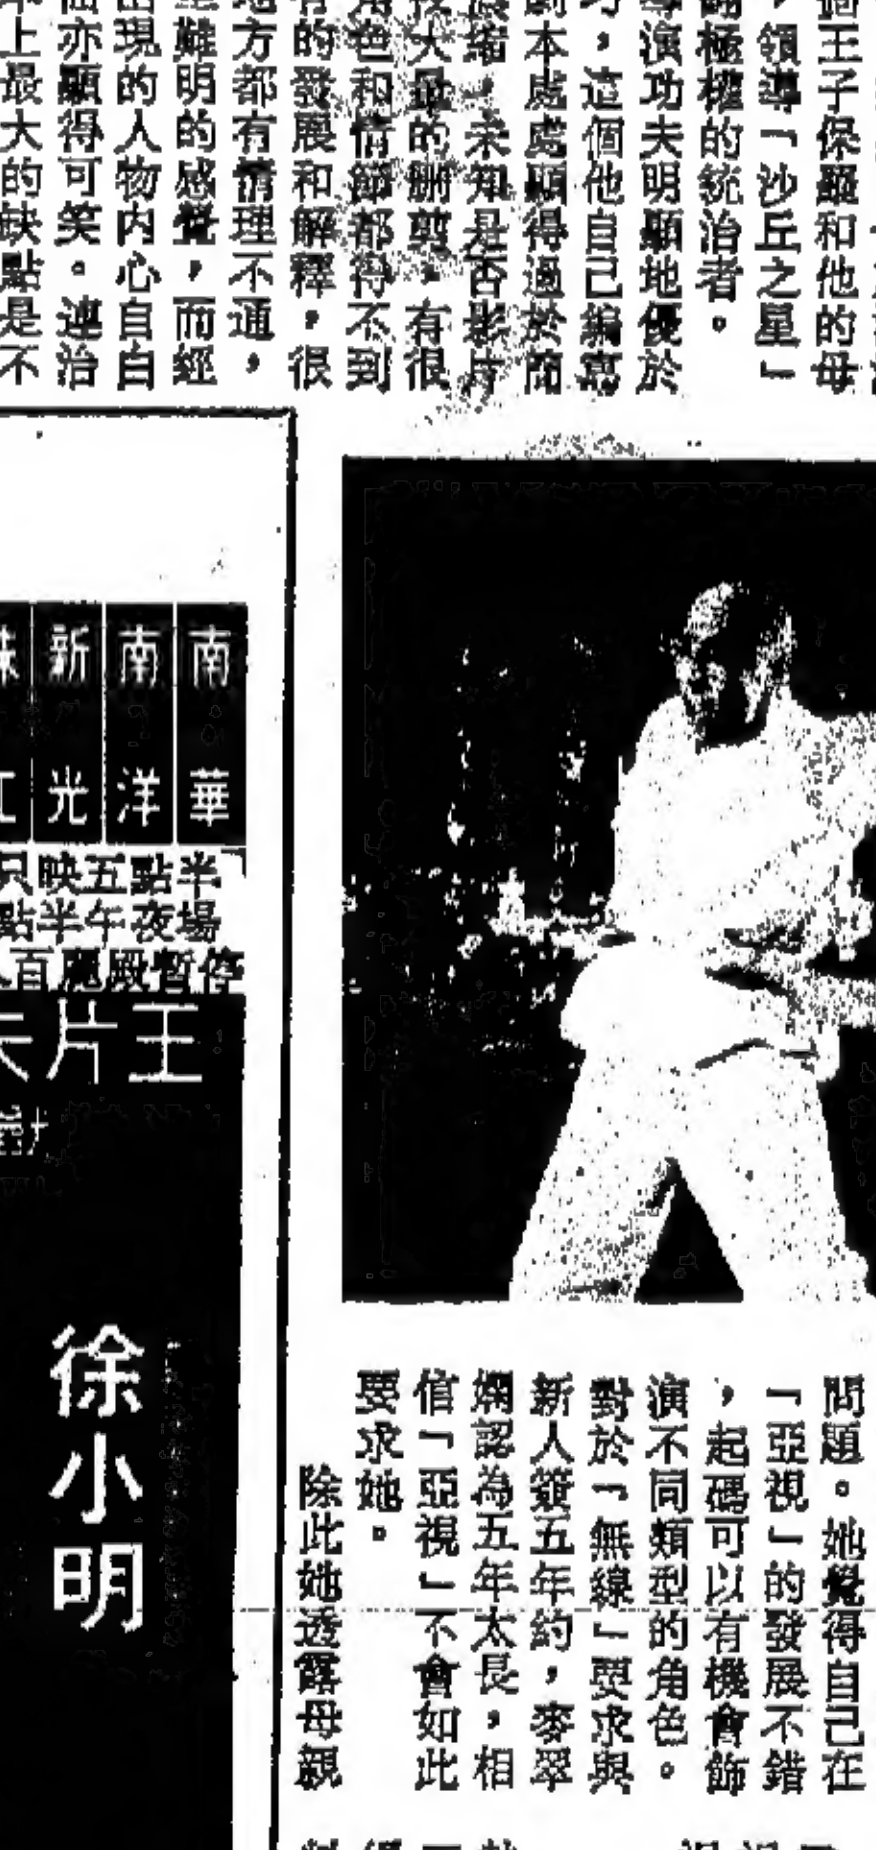 個王子保羅和他的母
，領導「沙丘之星」
翻極權的統治者。
導演功夫明顯地優於
，這個他自己編寫
劇本處處顯得過於簡
縮，未知是否影片
大量的刪剪，有很
角色和情節都得不到
的發展和解釋，很
地方都有情理不通，
難明的感覺，而經
出現的人物內心自白
亦顯得可笑。連治
上最大的缺點是不
南華
南洋
新光
只映五點半
點半午夜場
百麗殿暫停
片王
徐小明
問題。她覺得自己在
「亞視」的發展不錯
，起碼可以有機會飾
演不同類型的角色。
對於「無線」要求與
新人簽五年約，麥翠
嫻認為五年太長，相
信「亞視」不會如此
要求她。
除此她透露母親